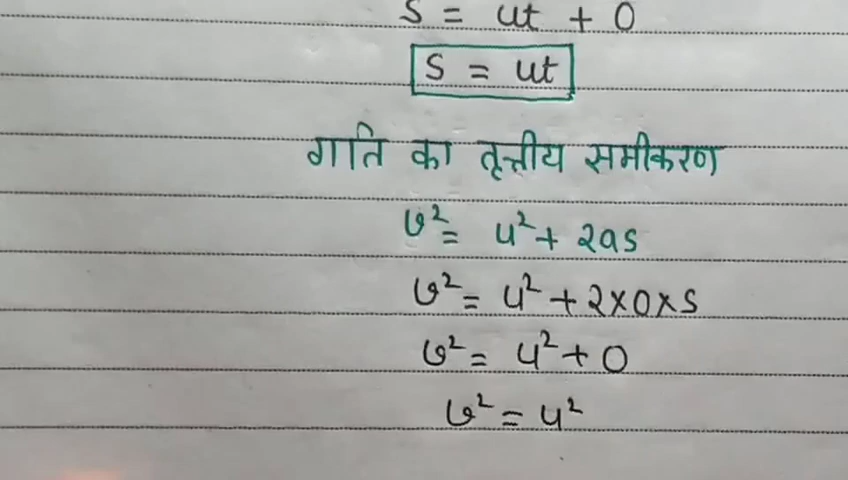 S = ut + 0
S = ut
गति का तृत्तीय समीकरण
v² = u² + 2as
v² = u² + 2×0×s
v² = u² + 0
v² = u²